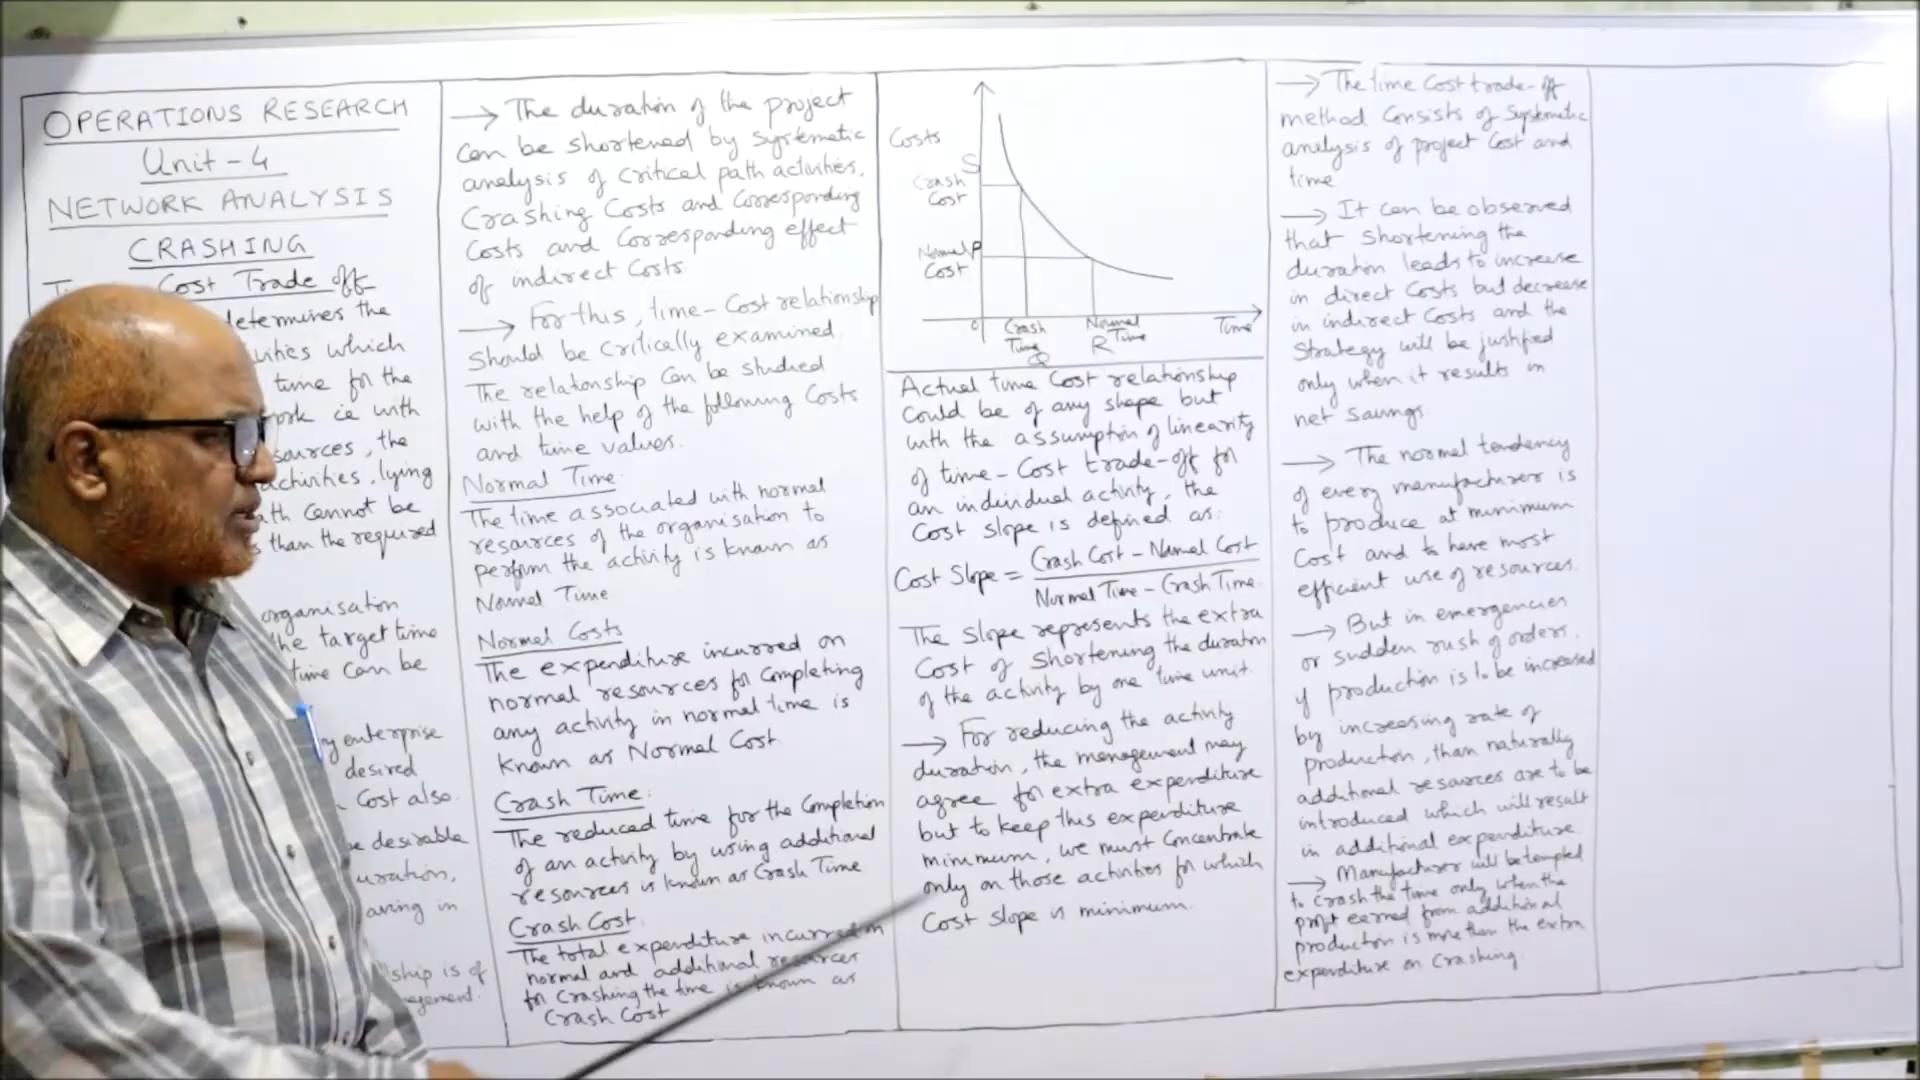 OPERATIONS RESEARCH
Unit-4
NETWORK ANALYSIS
CRASHING
Cost Trade off
determines the
which
time for the
ie with
the
activities, lying
cannot be
than the required
organisation
the target time
time can be
enterprise
desired
Cost also.
desirable
in
ship is of
→ The duration of the project
can be shortened by systematic
analysis of critical path activities,
Crashing Costs and Corresponding
Costs and Corresponding effect
of indirect Costs.
→ For this, time-Cost relationship
Should be critically examined.
The relationship can be studied
with the help of the following Costs
and time values.
Normal Time
The time associated with normal
resources of the organisation to
perform the activity is known as
Normal Time.
Normal Costs
The expenditure incurred on
normal resources for Completing
any activity in normal time is
known as Normal Cost.
Crash Time:
The reduced time for the Completion
of an activity by using additional
resources is known as Crash Time
Crash Cost.
The total expenditure incurred on
normal and additional resources
for Crashing the time is known as
Crash Cost
Costs
S
Crash
Cost
Normal P
Cost
0
Crash
Time
Q
Normal
Time
R
Time
Actual time Cost relationship
Could be of any shape but
with the assumption of linearity
of time-Cost trade-off for
an individual activity, the
Cost slope is defined as:
Cost Slope = Crash Cost - Normal Cost
Normal Time - Crash Time
The slope represents the extra
Cost of Shortening the duration
of the activity by one time unit.
→ For reducing the activity
duration, the management may
agree for extra expenditure
but to keep this expenditure
minimum, we must Concentrate
only on those activities for which
Cost slope is minimum.
→ The time Cost trade-off
method Consists of Systematic
analysis of project Cost and
time
→ It can be observed
that Shortening the
duration leads to increase
in direct Costs but decrease
in indirect Costs and the
Strategy will be justified
only when it results in
net savings.
→ The normal tendency
of every manufacturer is
to produce at minimum
Cost and to have most
efficient use of resources.
→ But in emergencies
or sudden rush of orders,
if production is to be increased
by increasing rate of
production, than naturally
additional resources are to be
introduced which will result
in additional expenditure.
→ Manufacturer will be tempted
to Crash the time only when the
profit earned from additional
production is more than the extra
expenditure on Crashing.